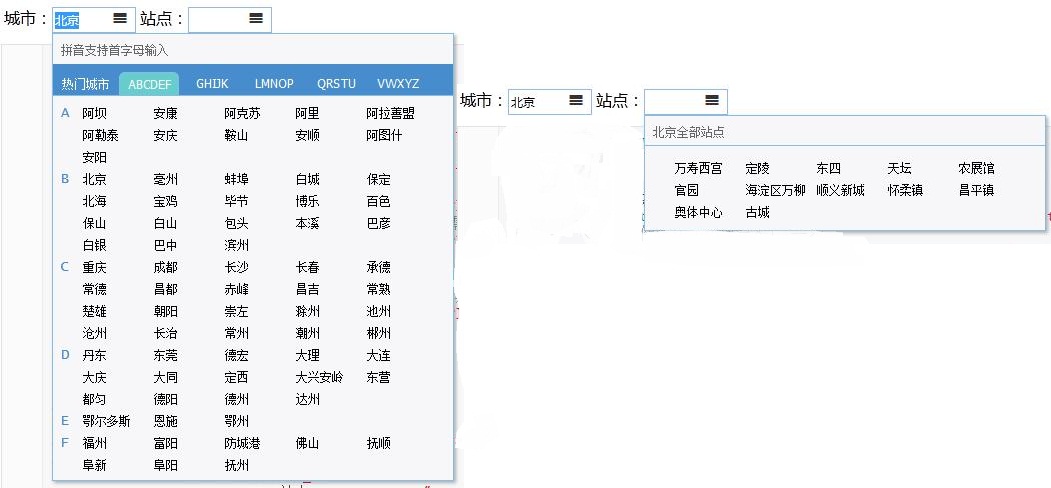 城市： 北京 站点：
拼音支持首字母输入
热门城市 ABCDEF GHIJK LMNOP QRSTU VWXYZ
A 阿坝 安康 阿克苏 阿里 阿拉善盟
阿勒泰 安庆 鞍山 安顺 阿图什
安阳
B 北京 亳州 蚌埠 白城 保定
北海 宝鸡 毕节 博乐 百色
保山 白山 包头 本溪 巴彦
白银 巴中 滨州
C 重庆 成都 长沙 长春 承德
常德 昌都 赤峰 昌吉 常熟
楚雄 朝阳 崇左 滁州 池州
沧州 长治 常州 潮州 郴州
D 丹东 东莞 德宏 大理 大连
大庆 大同 定西 大兴安岭 东营
都匀 德阳 德州 达州
E 鄂尔多斯 恩施 鄂州
F 福州 富阳 防城港 佛山 抚顺
阜新 阜阳 抚州
城市： 北京 站点：
北京全部站点
万寿西宫 定陵 东四 天坛 农展馆
官园 海淀区万柳 顺义新城 怀柔镇 昌平镇
奥体中心 古城